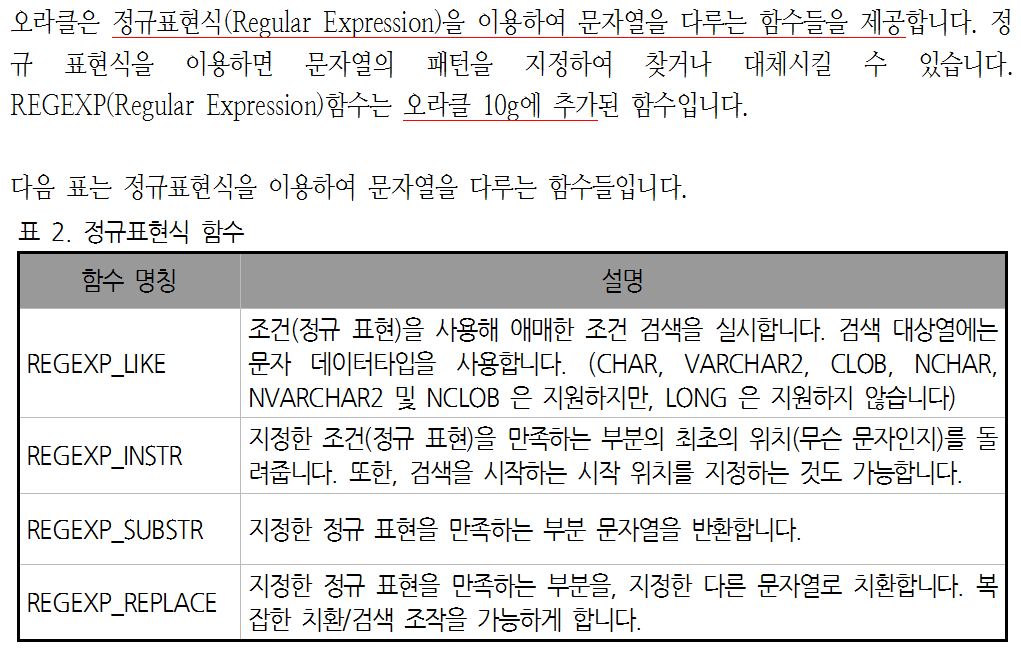 오라클은 정규표현식(Regular Expression)을 이용하여 문자열을 다루는 함수들을 제공합니다. 정
규 표현식을 이용하면 문자열의 패턴을 지정하여 찾거나 대체시킬 수 있습니다.
REGEXP(Regular Expression)함수는 오라클 10g에 추가된 함수입니다.
다음 표는 정규표현식을 이용하여 문자열을 다루는 함수들입니다.
표 2. 정규표현식 함수
함수 명칭 설명
REGEXP_LIKE
조건(정규 표현)을 사용해 애매한 조건 검색을 실시합니다. 검색 대상열에는
문자 데이터타입을 사용합니다. (CHAR, VARCHAR2, CLOB, NCHAR,
NVARCHAR2 및 NCLOB 은 지원하지만, LONG 은 지원하지 않습니다)
REGEXP_INSTR
지정한 조건(정규 표현)을 만족하는 부분의 최초의 위치(무슨 문자인지)를 돌
려줍니다. 또한, 검색을 시작하는 시작 위치를 지정하는 것도 가능합니다.
REGEXP_SUBSTR
지정한 정규 표현을 만족하는 부분 문자열을 반환합니다.
REGEXP_REPLACE
지정한 정규 표현을 만족하는 부분을, 지정한 다른 문자열로 치환합니다. 복
잡한 치환/검색 조작을 가능하게 합니다.